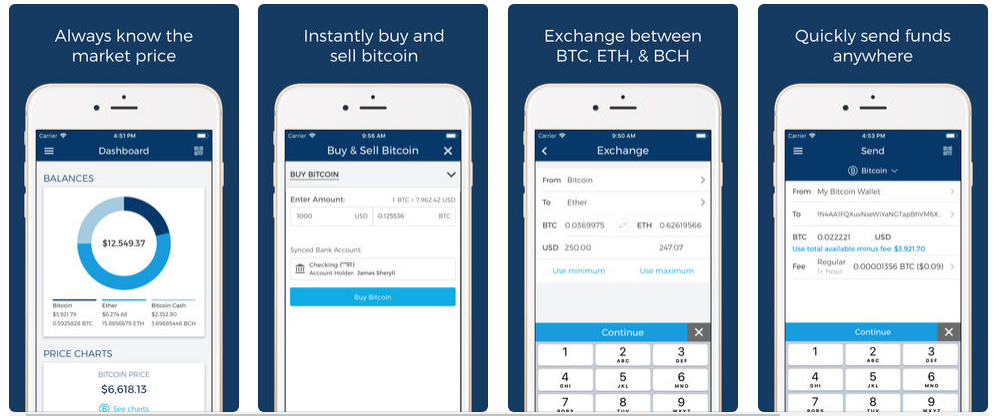 Always know the
market price
Carrier 4:51 PM
Dashboard
BALANCES
$12,549.37
Bitcoin
$3,921.79
0.5925828 BTC
Ether
$6,274.68
15.8856679 ETH
Bitcoin Cash
$2,352.90
3.69685448 BCH
PRICE CHARTS
BITCOIN PRICE
$6,618.13
See charts
Instantly buy and
sell bitcoin
Carrier 9:56 AM
Buy & Sell Bitcoin
BUY BITCOIN
Enter Amount: 1 BTC = 7,962.42 USD
1000 USD 0.125536 BTC
Synced Bank Account:
Checking (**91)
Account Holder: James Sheryll
Buy Bitcoin
Exchange between
BTC, ETH, & BCH
Carrier 9:50 AM
Exchange
From Bitcoin
To Ether
BTC 0.0369975 ETH 0.62619566
USD 250.00 247.07
Use minimum Use maximum
Continue
1 2 3
ABC DEF
4 5 6
GHI JKL MNO
7 8 9
PQRS TUV WXYZ
Quickly send funds
anywhere
Carrier 4:53 PM
Send
Bitcoin
From My Bitcoin Wallet
To
BTC 0.022221 USD
Use total available minus fee: $3,921.70
Fee Regular 0.00001356 BTC ($0.09)
1+ hour
Continue
1 2 3
ABC DEF
4 5 6
GHI JKL MNO
7 8 9